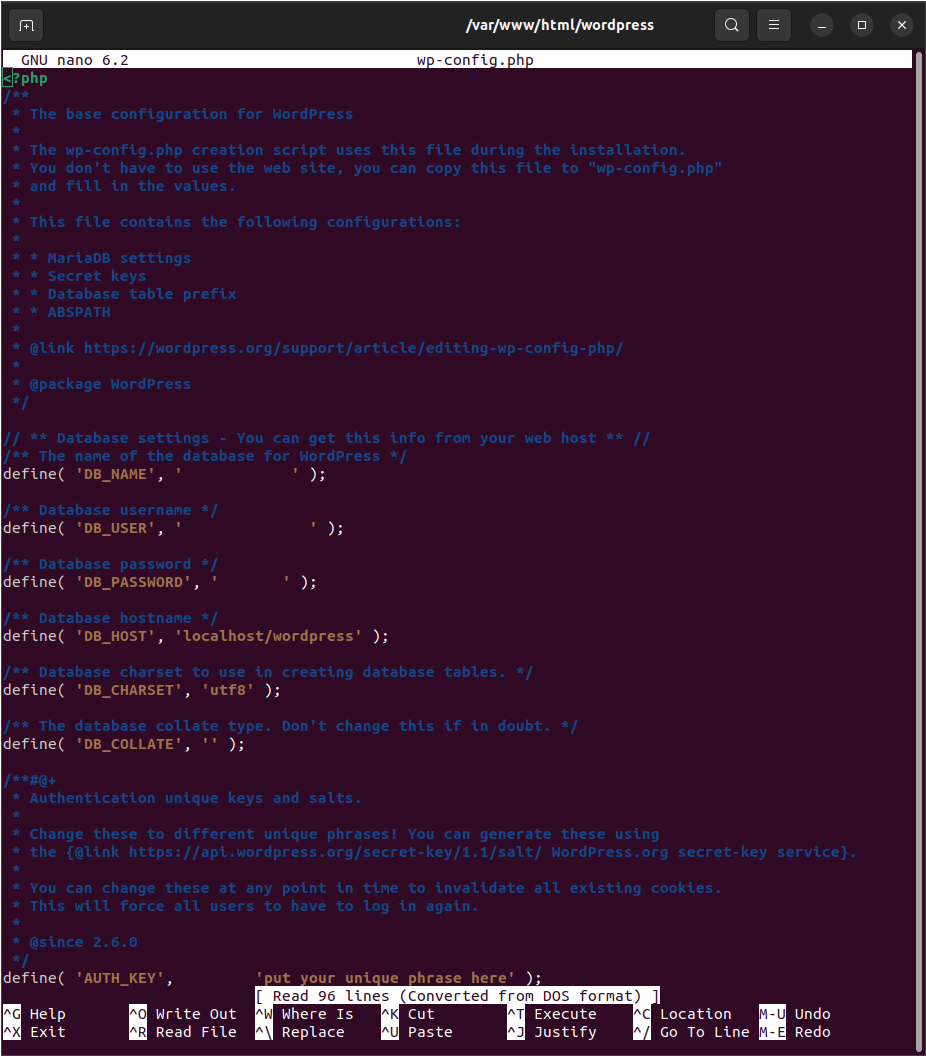 /var/www/html/wordpress
GNU nano 6.2 wp-config.php
<?php
/**
 * The base configuration for WordPress
 *
 * The wp-config.php creation script uses this file during the installation.
 * You don't have to use the web site, you can copy this file to "wp-config.php"
 * and fill in the values.
 *
 * This file contains the following configurations:
 *
 * * MariaDB settings
 * * Secret keys
 * * Database table prefix
 * * ABSPATH
 *
 * @link https://wordpress.org/support/article/editing-wp-config-php/
 *
 * @package WordPress
 */
// ** Database settings - You can get this info from your web host ** //
/** The name of the database for WordPress */
define( 'DB_NAME', '            ' );
/** Database username */
define( 'DB_USER', '              ' );
/** Database password */
define( 'DB_PASSWORD', '       ' );
/** Database hostname */
define( 'DB_HOST', 'localhost/wordpress' );
/** Database charset to use in creating database tables. */
define( 'DB_CHARSET', 'utf8' );
/** The database collate type. Don't change this if in doubt. */
define( 'DB_COLLATE', '' );
/**#@+
 * Authentication unique keys and salts.
 *
 * Change these to different unique phrases! You can generate these using
 * the {@link https://api.wordpress.org/secret-key/1.1/salt/ WordPress.org secret-key service}.
 *
 * You can change these at any point in time to invalidate all existing cookies.
 * This will force all users to have to log in again.
 *
 * @since 2.6.0
 */
define( 'AUTH_KEY',         'put your unique phrase here' );
[ Read 96 lines (Converted from DOS format) ]
^G Help ^O Write Out ^W Where Is ^K Cut ^T Execute ^C Location M-U Undo
^X Exit ^R Read File ^\ Replace ^U Paste ^J Justify ^/ Go To Line M-E Redo